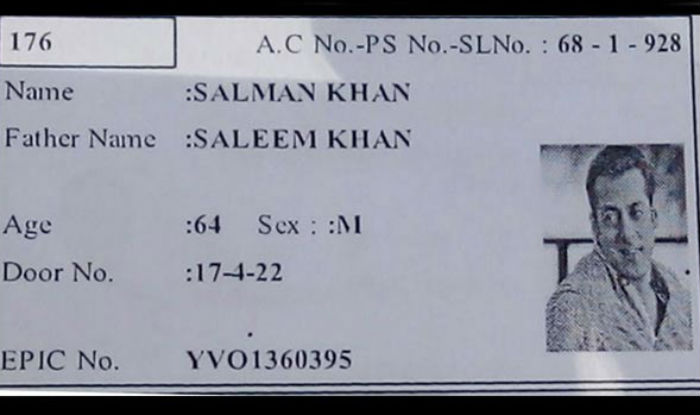 176
A.C No.-PS No.-SLNo. : 68 - 1 - 928
Name :SALMAN KHAN
Father Name :SALEEM KHAN
Age :64 Sex : :M
Door No. :17-4-22
EPIC No. YVO1360395